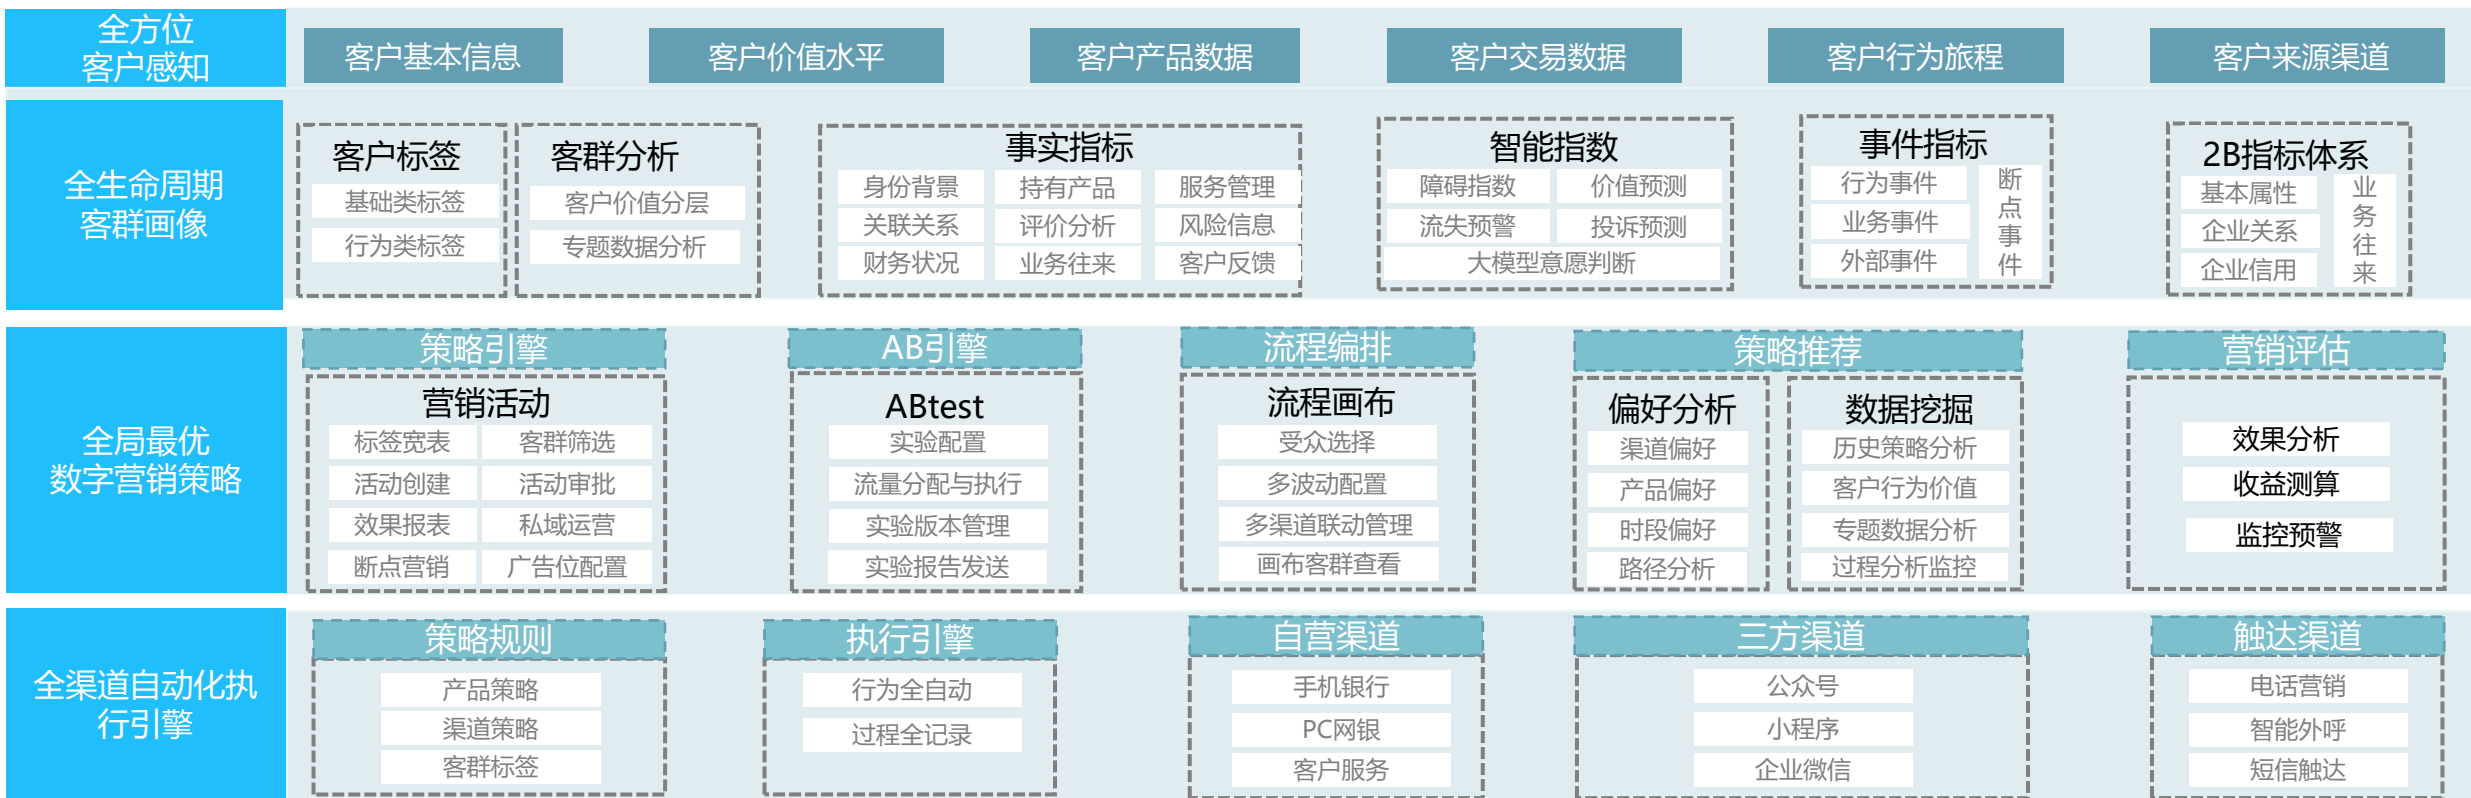 全方位
客户感知
客户基本信息
客户价值水平
客户产品数据
客户交易数据
客户行为旅程
客户来源渠道
全生命周期
客群画像
客户标签
基础类标签
行为类标签
客群分析
客户价值分层
专题数据分析
事实指标
身份背景
持有产品
服务管理
关联关系
评价分析
风险信息
财务状况
业务往来
客户反馈
智能指数
障碍指数
价值预测
流失预警
投诉预测
大模型意愿判断
事件指标
行为事件
业务事件
外部事件
断
点
事
件
2B指标体系
基本属性
企业关系
企业信用
业
务
往
来
全局最优
数字营销策略
策略引擎
营销活动
标签宽表
客群筛选
活动创建
活动审批
效果报表
私域运营
断点营销
广告位配置
AB引擎
ABtest
实验配置
流量分配与执行
实验版本管理
实验报告发送
流程编排
流程画布
受众选择
多波动配置
多渠道联动管理
画布客群查看
策略推荐
偏好分析
渠道偏好
产品偏好
时段偏好
路径分析
数据挖掘
历史策略分析
客户行为价值
专题数据分析
过程分析监控
营销评估
效果分析
收益测算
监控预警
全渠道自动化执
行引擎
策略规则
产品策略
渠道策略
客群标签
执行引擎
行为全自动
过程全记录
自营渠道
手机银行
PC网银
客户服务
三方渠道
公众号
小程序
企业微信
触达渠道
电话营销
智能外呼
短信触达